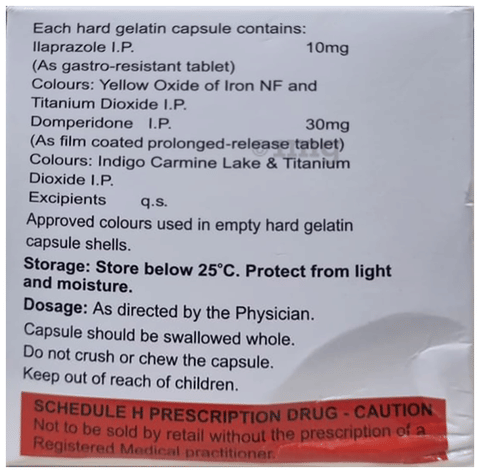 Each hard gelatin capsule contains:
Ilaprazole I.P. 10mg
(As gastro-resistant tablet)
Colours: Yellow Oxide of Iron NF and
Titanium Dioxide I.P.
Domperidone I.P. 30mg
(As film coated prolonged-release tablet)
Colours: Indigo Carmine Lake & Titanium
Dioxide I.P.
Excipients q.s.
Approved colours used in empty hard gelatin
capsule shells.
Storage: Store below 25°C. Protect from light
and moisture.
Dosage: As directed by the Physician.
Capsule should be swallowed whole.
Do not crush or chew the capsule.
Keep out of reach of children.
SCHEDULE H PRESCRIPTION DRUG - CAUTION
Not to be sold by retail without the prescription of a
Registered Medical practitioner.